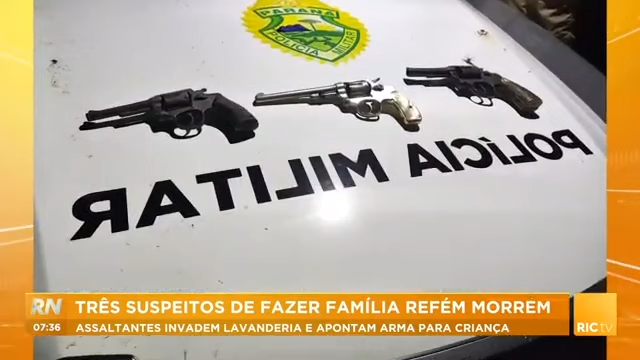 PARANÁ
POLÍCIA
MILITAR
POLÍCIA MILITAR
RN TRÊS SUSPEITOS DE FAZER FAMÍLIA REFÉM MORREM
07:36 ASSALTANTES INVADEM LAVANDERIA E APONTAM ARMA PARA CRIANÇA
RICtv